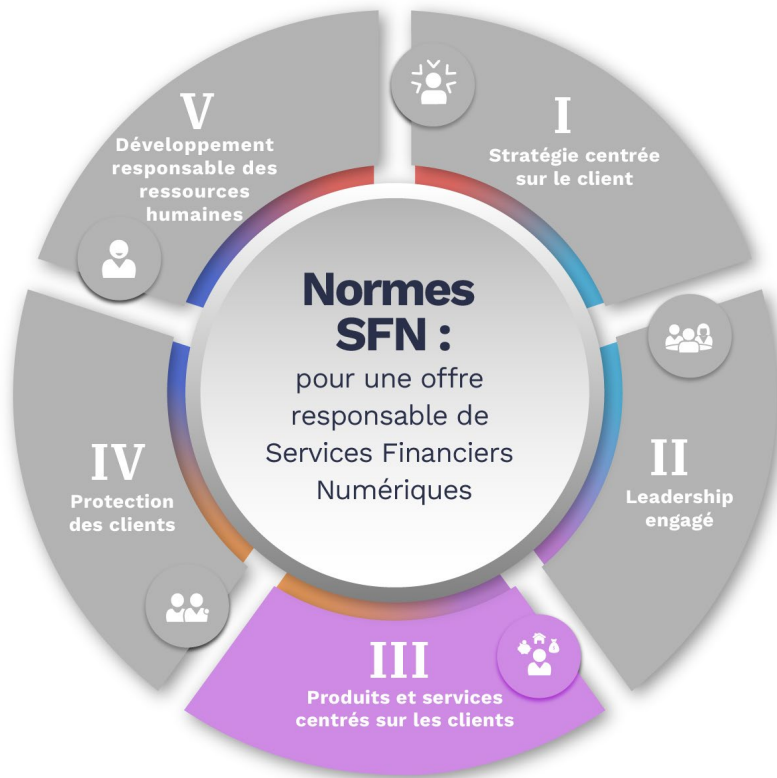 Normes
SFN :
pour une offre
responsable de
Services Financiers
Numériques
I
Stratégie centrée
sur le client
II
Leadership
engagé
III
Produits et services
centrés sur les clients
IV
Protection
des clients
V
Développement
responsable des
ressources
humaines